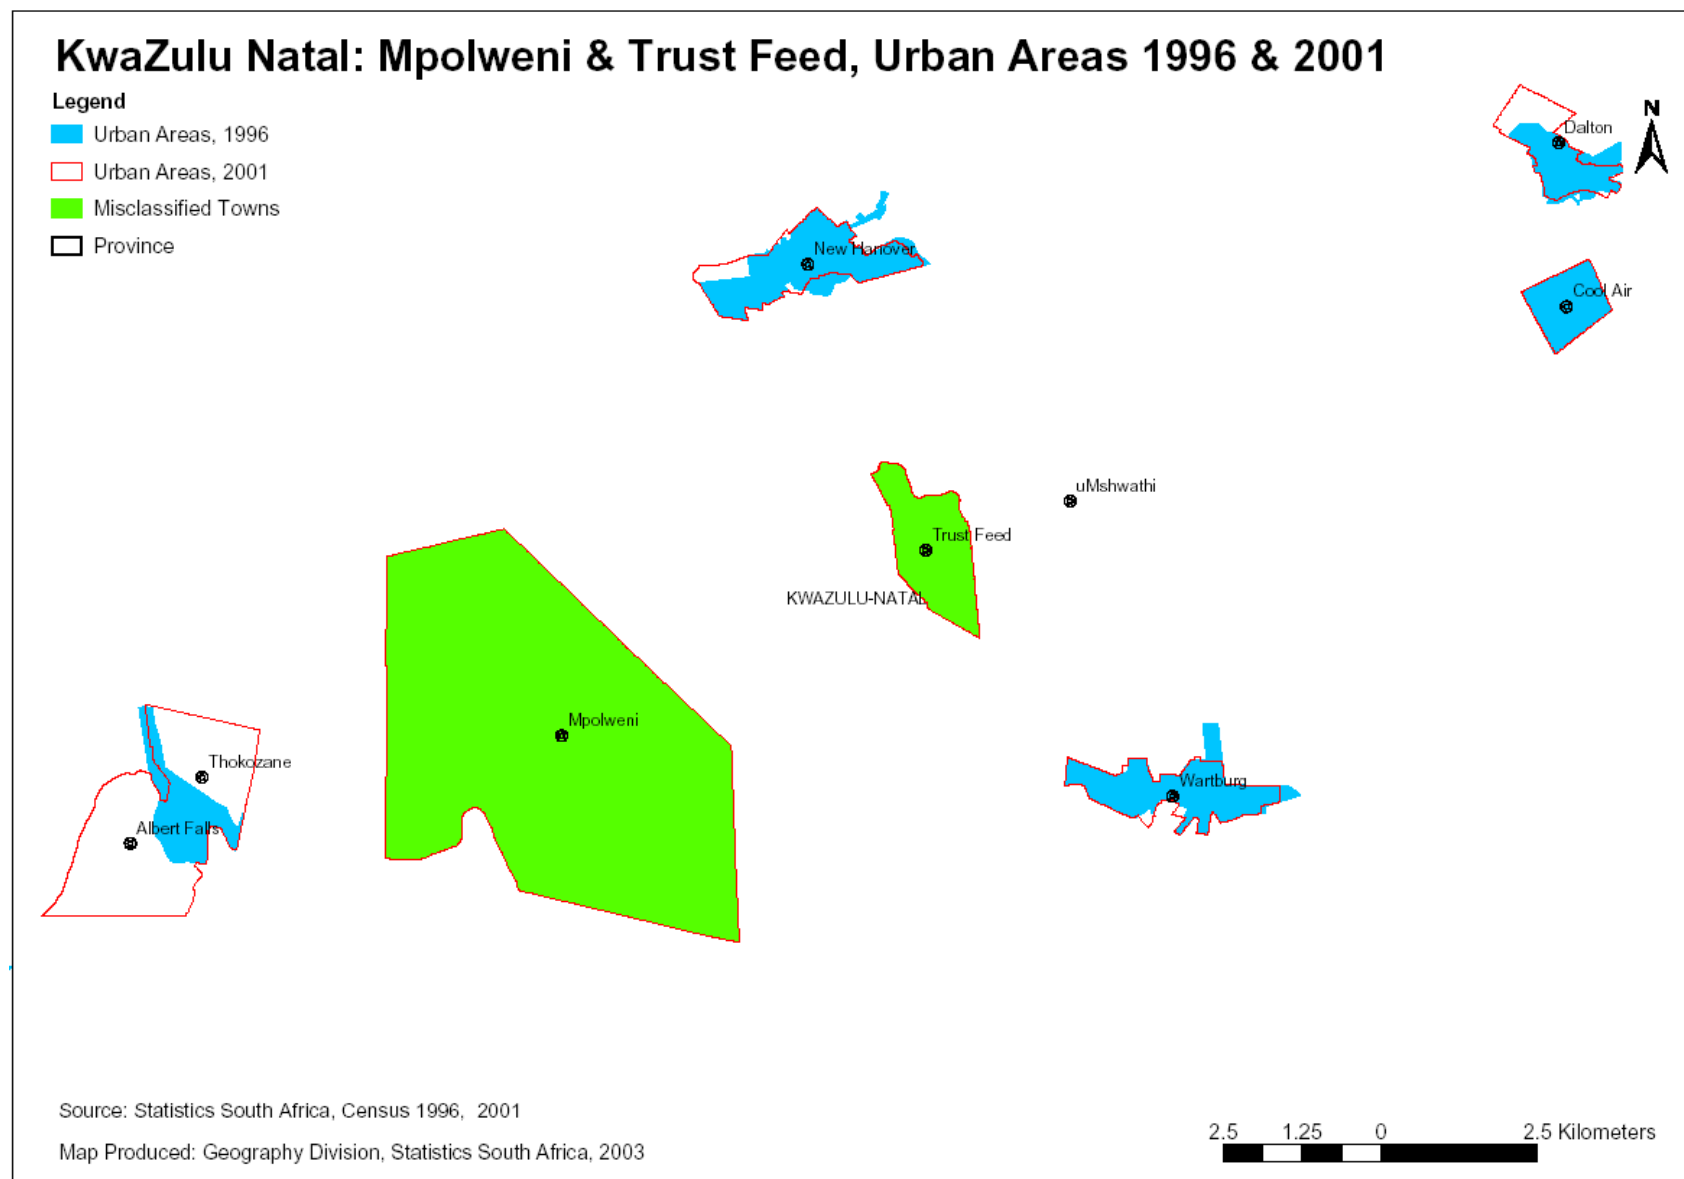 KwaZulu Natal: Mpolweni & Trust Feed, Urban Areas 1996 & 2001
Legend
Urban Areas, 1996
Urban Areas, 2001
Misclassified Towns
Province
N
Dalton
New Hanover
Cool Air
uMshwathi
Trust Feed
KWAZULU-NATAL
Mpolweni
Thokozane
Wartburg
Albert Falls
Source: Statistics South Africa, Census 1996, 2001
Map Produced: Geography Division, Statistics South Africa, 2003
2.5 1.25 0 2.5 Kilometers